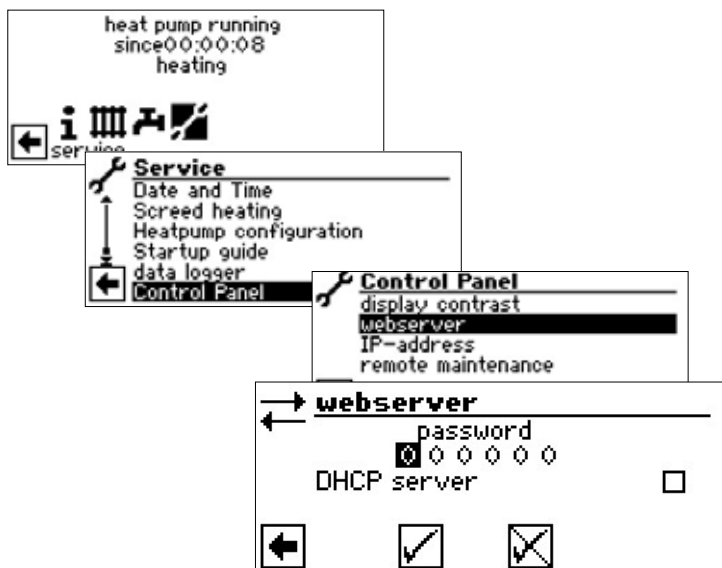 heat pump running
since00:00:08
heating
service
Service
Date and Time
Screed heating
Heatpump configuration
Startup guide
data logger
Control Panel
Control Panel
display contrast
webserver
IP-address
remote maintenance
webserver
password
0 0 0 0 0 0
DHCP server